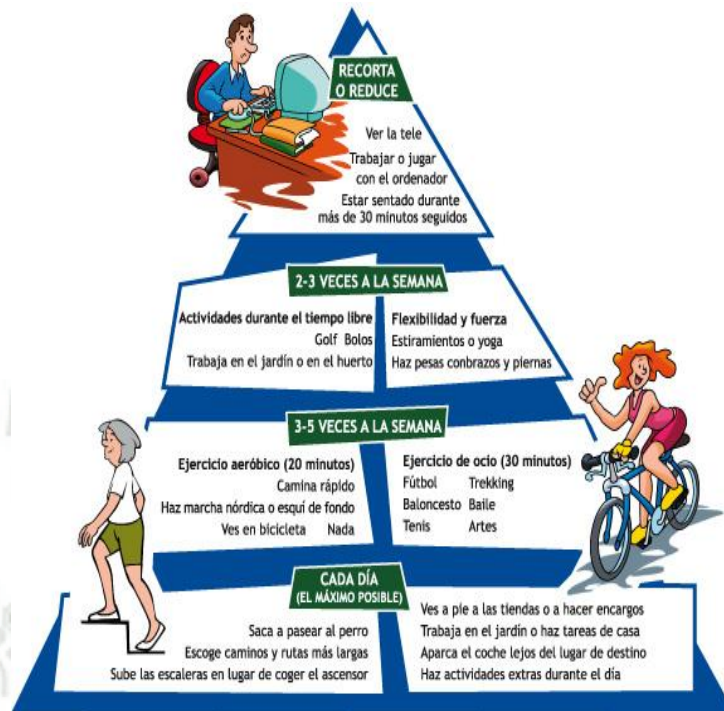 RECORTA
O REDUCE
Ver la tele
Trabajar o jugar
con el ordenador
Estar sentado durante
más de 30 minutos seguidos
2-3 VECES A LA SEMANA
Actividades durante el tiempo libre
Golf Bolos
Trabaja en el jardín o en el huerto
Flexibilidad y fuerza
Estiramientos o yoga
Haz pesas conbrazos y piernas
3-5 VECES A LA SEMANA
Ejercicio aeróbico (20 minutos)
Camina rápido
Haz marcha nórdica o esquí de fondo
Ves en bicicleta Nada
Ejercicio de ocio (30 minutos)
Fútbol Trekking
Baloncesto Baile
Tenis Artes
CADA DÍA
(EL MÁXIMO POSIBLE)
Saca a pasear al perro
Escoge caminos y rutas más largas
Sube las escaleras en lugar de coger el ascensor
Ves a pie a las tiendas o a hacer encargos
Trabaja en el jardín o haz tareas de casa
Aparca el coche lejos del lugar de destino
Haz actividades extras durante el día